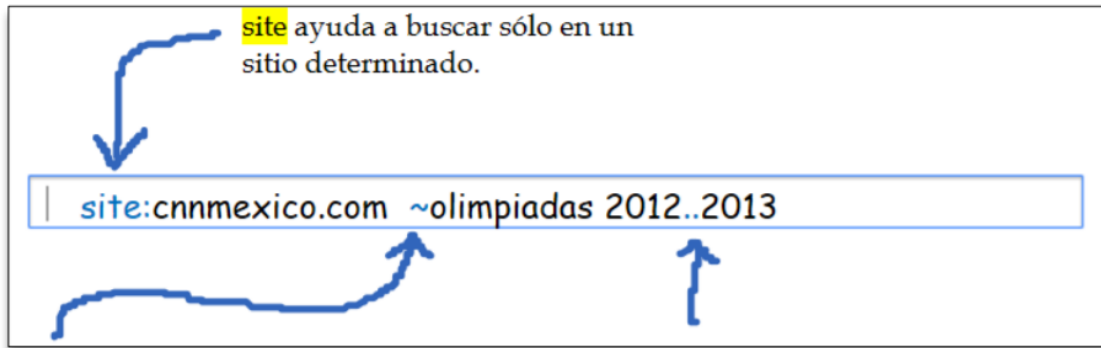 site ayuda a buscar sólo en un
sitio determinado.
site:cnnmexico.com ~olimpiadas 2012..2013